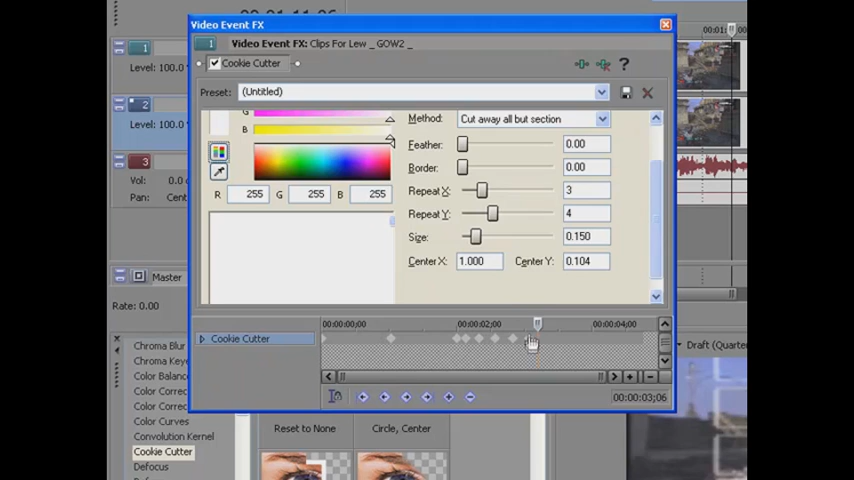 Video Event FX
1 Video Event FX: Clips For Lew _ GOW2 _
Cookie Cutter
Preset: (Untitled)
G
B
R 255 G 255 B 255
Method: Cut away all but section
Feather: 0.00
Border: 0.00
Repeat X: 3
Repeat Y: 4
Size: 0.150
Center X: 1.000 Center Y: 0.104
00:00:00;00 00:00:02;00 00:00:04;00
Cookie Cutter
00:00:03;06
1
Level: 100.0
2
Level: 100.0
3
Vol: 0.0
Pan: Cent
Master
Rate: 0.00
Chroma Blur
Chroma Key
Color Balanc
Color Correc
Color Correc
Color Curves
Convolution Kernel
Cookie Cutter
Defocus
Reset to None
Circle, Center
Draft (Quarte